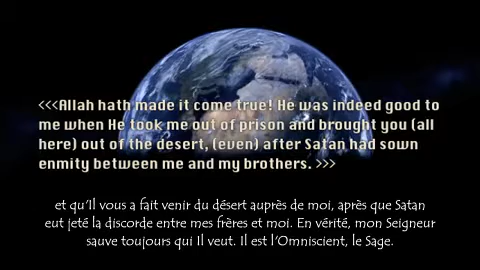 <<<Allah hath made it come true! He was indeed good to
me when He took me out of prison and brought you (all
here) out of the desert, (even) after Satan had sown
enmity between me and my brothers. >>>
et qu'Il vous a fait venir du désert auprès de moi, après que Satan
eut jeté la discorde entre mes frères et moi. En vérité, mon Seigneur
sauve toujours qui Il veut. Il est l'Omniscient, le Sage.